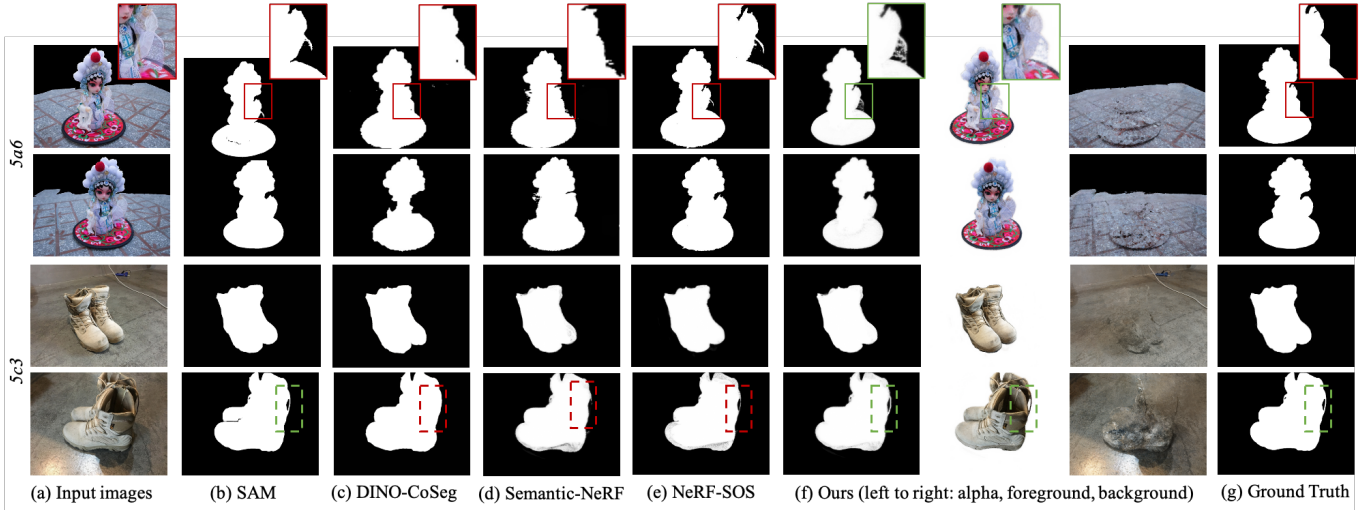 5a6
5c3
(a) Input images
(b) SAM
(c) DINO-CoSeg
(d) Semantic-NeRF
(e) NeRF-SOS
(f) Ours (left to right: alpha, foreground, background)
(g) Ground Truth